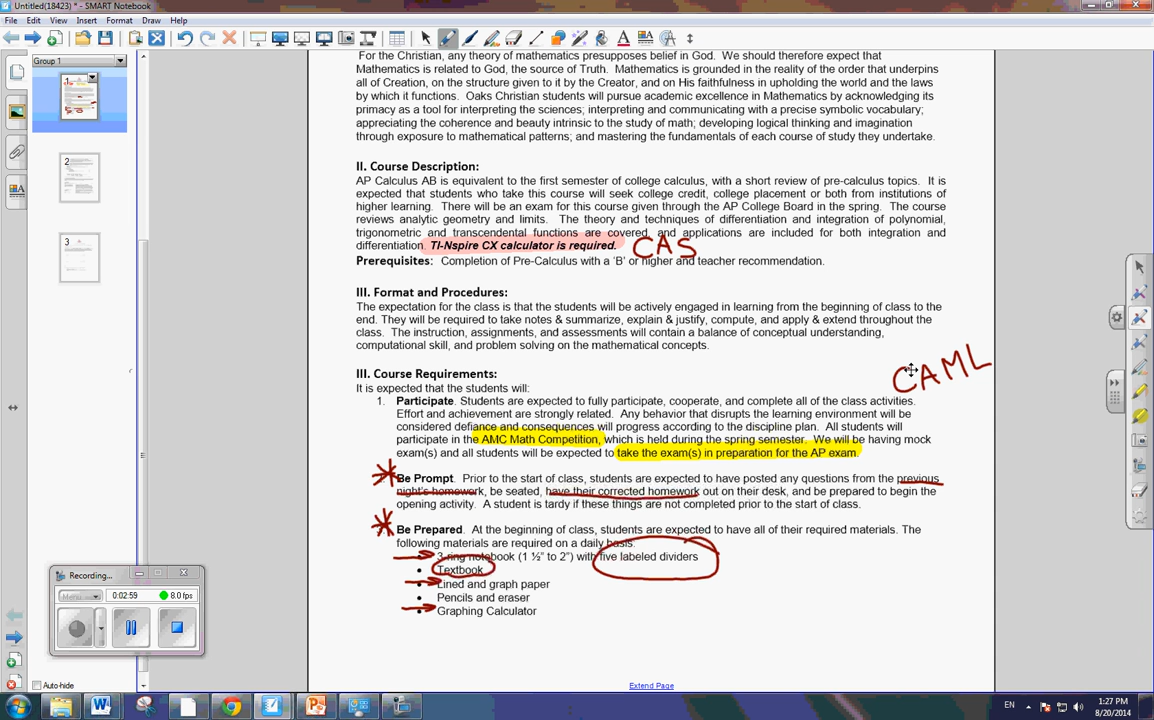 Untitled(18423) * - SMART Notebook
File Edit View Insert Format Draw Help
Group 1
1
2
3
For the Christian, any theory of mathematics presupposes belief in God. We should therefore expect that
Mathematics is related to God, the source of Truth. Mathematics is grounded in the reality of the order that underpins
all of Creation, on the structure given to it by the Creator, and on His faithfulness in upholding the world and the laws
by which it functions. Oaks Christian students will pursue academic excellence in Mathematics by acknowledging its
primacy as a tool for interpreting the sciences; interpreting and communicating with a precise symbolic vocabulary;
appreciating the coherence and beauty intrinsic to the study of math; developing logical thinking and imagination
through exposure to mathematical patterns; and mastering the fundamentals of each course of study they undertake.
II. Course Description:
AP Calculus AB is equivalent to the first semester of college calculus, with a short review of pre-calculus topics. It is
expected that students who take this course will seek college credit, college placement or both from institutions of
higher learning. There will be an exam for this course given through the AP College Board in the spring. The course
reviews analytic geometry and limits. The theory and techniques of differentiation and integration of polynomial,
trigonometric and transcendental functions are covered, and applications are included for both integration and
differentiation. TI-Nspire CX calculator is required. CAS
Prerequisites: Completion of Pre-Calculus with a 'B' or higher and teacher recommendation.
III. Format and Procedures:
The expectation for the class is that the students will be actively engaged in learning from the beginning of class to the
end. They will be required to take notes & summarize, explain & justify, compute, and apply & extend throughout the
class. The instruction, assignments, and assessments will contain a balance of conceptual understanding,
computational skill, and problem solving on the mathematical concepts.
CAML
III. Course Requirements:
It is expected that the students will:
1. Participate. Students are expected to fully participate, cooperate, and complete all of the class activities.
Effort and achievement are strongly related. Any behavior that disrupts the learning environment will be
considered defiance and consequences will progress according to the discipline plan. All students will
participate in the AMC Math Competition, which is held during the spring semester. We will be having mock
exam(s) and all students will be expected to take the exam(s) in preparation for the AP exam.
Be Prompt. Prior to the start of class, students are expected to have posted any questions from the previous
night's homework, be seated, have their corrected homework out on their desk, and be prepared to begin the
opening activity. A student is tardy if these things are not completed prior to the start of class.
Be Prepared. At the beginning of class, students are expected to have all of their required materials. The
following materials are required on a daily basis.
3-ring notebook (1 ½" to 2") with five labeled dividers
• Textbook
• Lined and graph paper
• Pencils and eraser
• Graphing Calculator
Recording...
Menu 0:02:59 8.0 fps
Extend Page
Auto-hide
EN
1:27 PM
8/20/2014